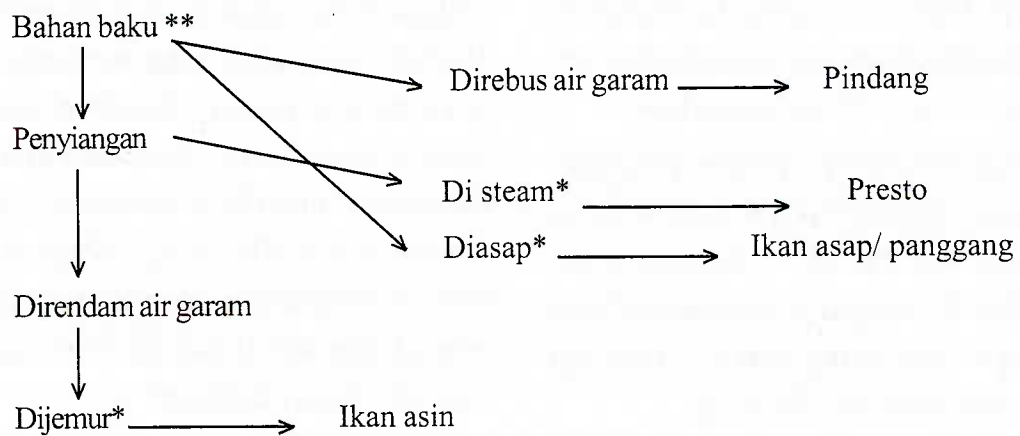 Bahan baku **
Direbus air garam Pindang
Penyiangan
Di steam* Presto
Diasap* Ikan asap/ panggang
Direndam air garam
Dijemur* Ikan asin